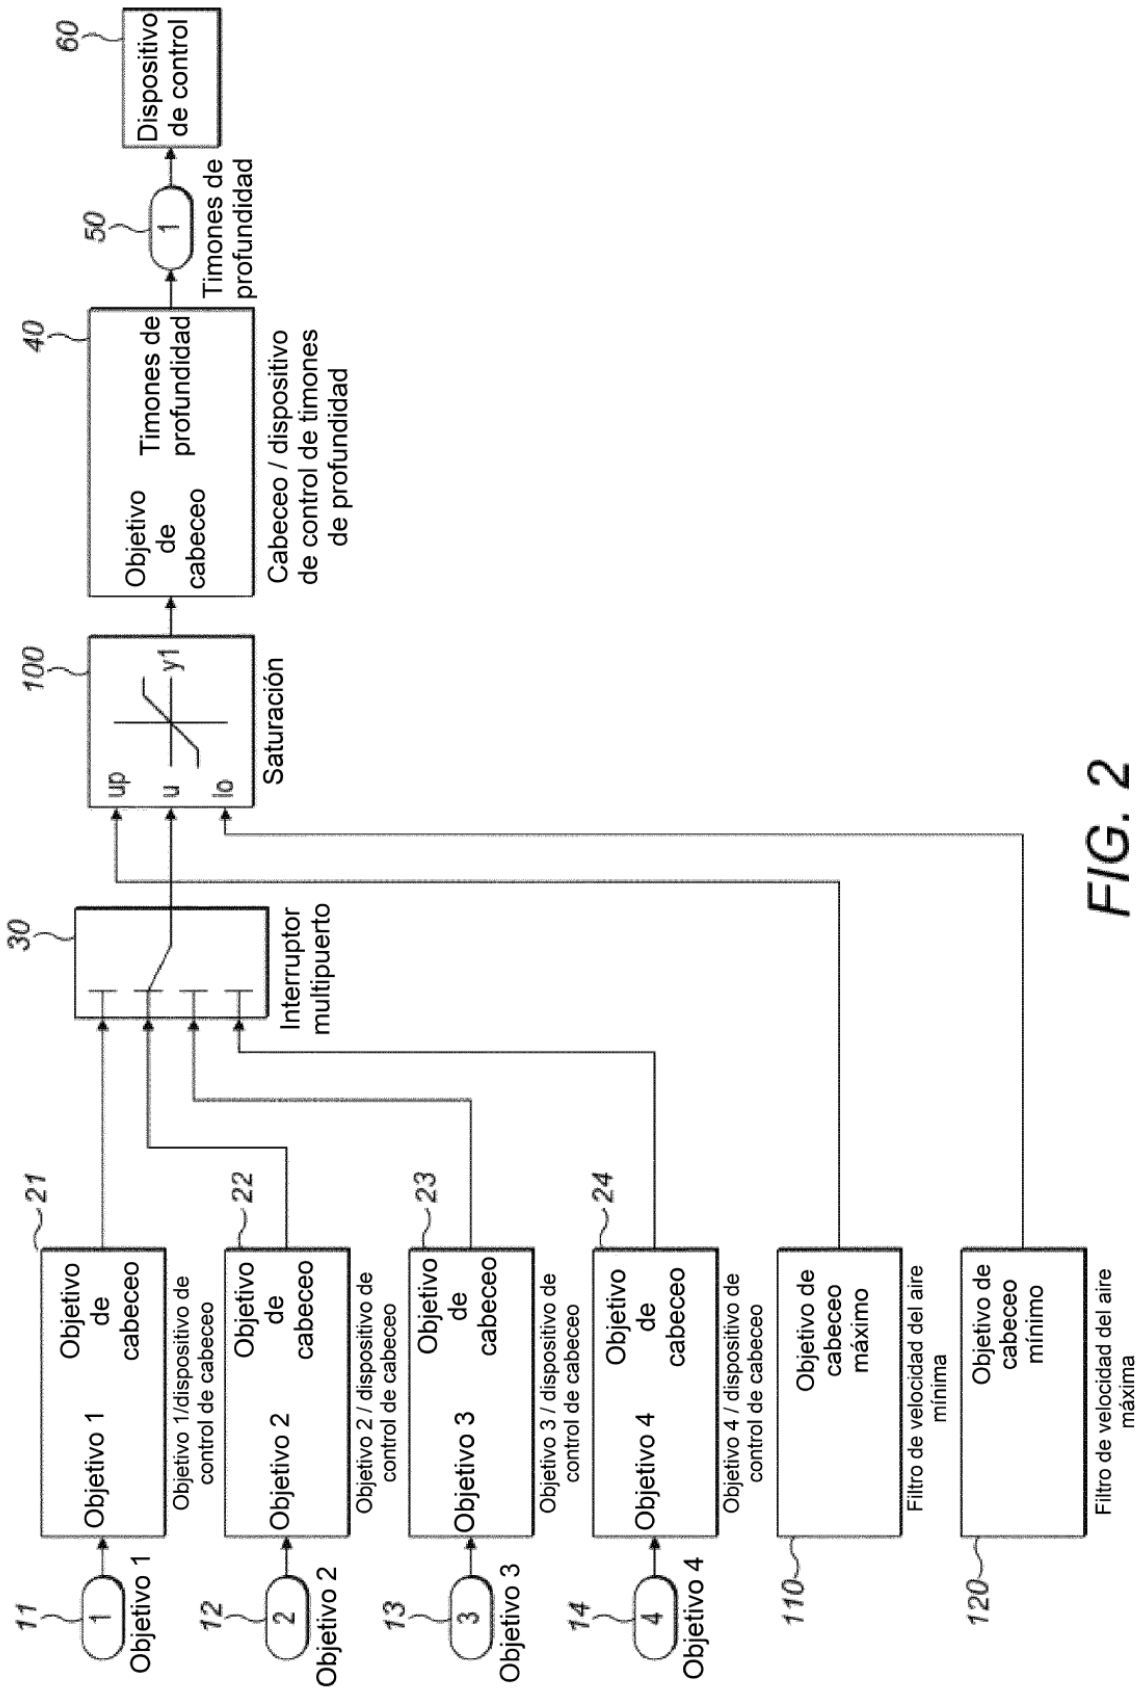 11
1
Objetivo 1
Objetivo 1
Objetivo
de
cabeceo
21
Objetivo 1/dispositivo de
control de cabeceo
12
2
Objetivo 2
Objetivo 2
Objetivo
de
cabeceo
22
Objetivo 2 / dispositivo de
control de cabeceo
13
3
Objetivo 3
Objetivo 3
Objetivo
de
cabeceo
23
Objetivo 3 / dispositivo de
control de cabeceo
14
4
Objetivo 4
Objetivo 4
Objetivo
de
cabeceo
24
Objetivo 4 / dispositivo de
control de cabeceo
110
Objetivo de
cabeceo
máximo
Filtro de velocidad del aire
mínima
120
Objetivo de
cabeceo
mínimo
Filtro de velocidad del aire
máxima
30
Interruptor
multipuerto
100
up
u
lo
y1
Saturación
40
Objetivo
de
cabeceo
Timones de
profundidad
Cabeceo / dispositivo
de control de timones
de profundidad
50
1
Timones de
profundidad
60
Dispositivo
de control
FIG. 2